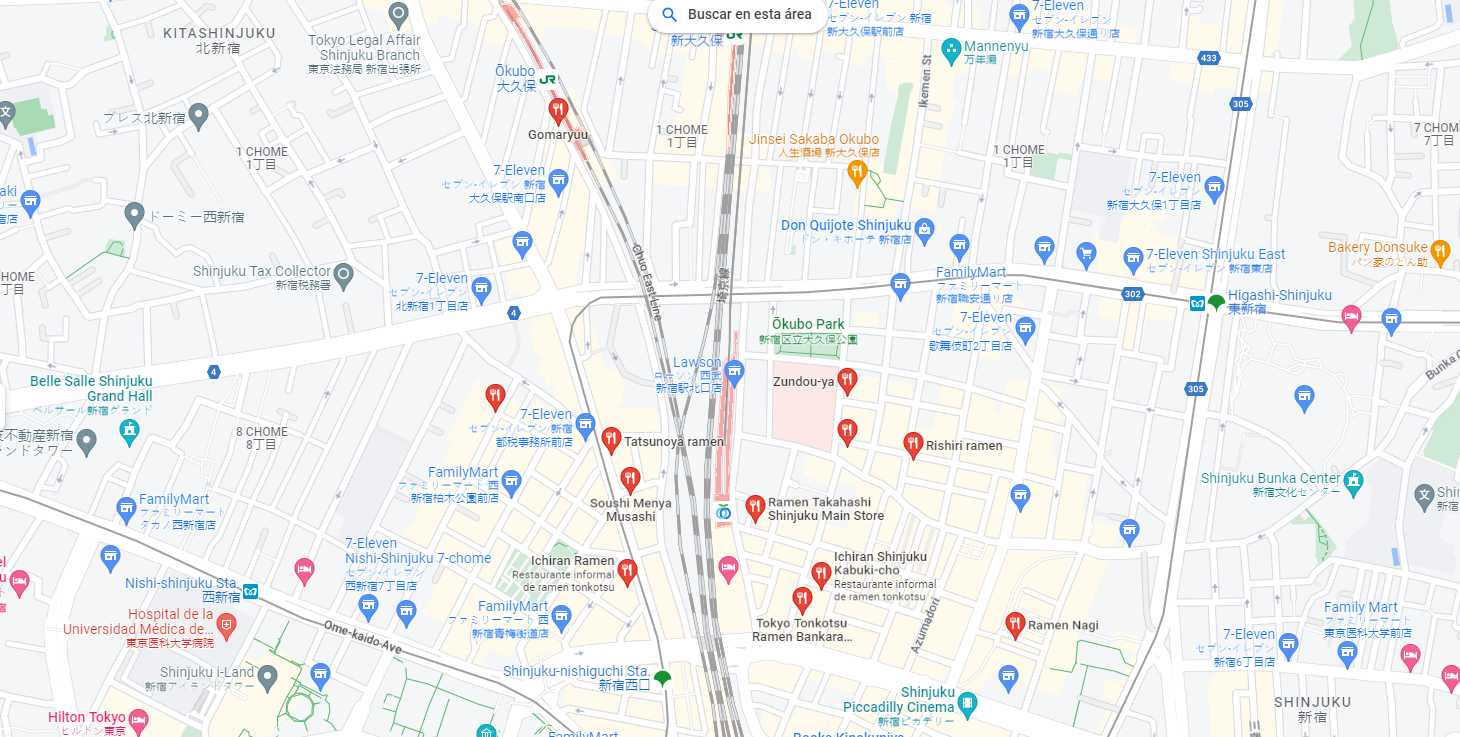 Buscar en esta área
KITASHINJUKU
北新宿
Tokyo Legal Affair
Shinjuku Branch
東京法務局 新宿出張所
Ōkubo
大久保
JR
新大久保
JR
7-Eleven
セブン-イレブン 新宿
新大久保駅前店
7-Eleven
セブン-イレブン
新宿大久保通り店
Mannenyu
万年湯
433
305
Ikemen St
文
プレス北新宿
Gomaryuu
1 CHOME
1丁目
1 CHOME
1丁目
Jinsei Sakaba Okubo
人生酒場 新大久保店
1 CHOME
1丁目
7 CHOME
7丁目
7-Eleven
セブン-イレブン 新宿
大久保駅南口店
7-Eleven
セブン-イレブン
新宿大久保1丁目店
aki
ドーミー西新宿
Don Quijote Shinjuku
ドン・キホーテ 新宿店
7-Eleven Shinjuku East
セブン-イレブン 新宿東店
Bakery Donsuke
パン家のどん助
Chuo East Line
埼京線
Shinjuku Tax Collector
新宿税務署
HOME
丁目
7-Eleven
セブン-イレブン
北新宿1丁目店
4
FamilyMart
ファミリーマート
新宿職安通り店
302
Higashi-Shinjuku
東新宿
7-Eleven
セブン-イレブン
歌舞伎町2丁目店
Ōkubo Park
新宿区立大久保公園
4
Belle Salle Shinjuku
Grand Hall
ベルサール新宿グランド
Lawson
ローソン 西武
新宿駅北口店
Zundou-ya
305
Bunka
友不動産新宿
ンドタワー
8 CHOME
8丁目
7-Eleven
セブン-イレブン 新宿
都税事務所前店
Tatsunoya ramen
Rishiri ramen
FamilyMart
ファミリーマート 西
新宿柏木公園前店
Shinjuku Bunka Center
新宿文化センター
Shin
新宿
FamilyMart
ファミリーマート
タカノ西新宿店
Soushi Menya
Musashi
Ramen Takahashi
Shinjuku Main Store
7-Eleven
Nishi-Shinjuku 7-chome
セブン-イレブン
西新宿7丁目店
Ichiran Ramen
Restaurante informal
de ramen tonkotsu
Ichiran Shinjuku
Kabuki-cho
Restaurante informal
de ramen tonkotsu
Nishi-shinjuku Sta.
西新宿
Hospital de la
Universidad Médica de...
東京医科大学病院
Ome-kaido Ave
FamilyMart
ファミリーマート 西
新宿青梅街道店
Tokyo Tonkotsu
Ramen Bankara...
Azumadori
Ramen Nagi
Family Mart
東京医科大学前店
7-Eleven
新宿6丁目店
Shinjuku i-Land
新宿アイランドタワー
Shinjuku-nishiguchi Sta.
新宿西口
Shinjuku
Piccadilly Cinema
新宿ピカデリー
SHINJUKU
新宿
Hilton Tokyo
ヒルトン東京
FamilyMart
Books Kinokuniya